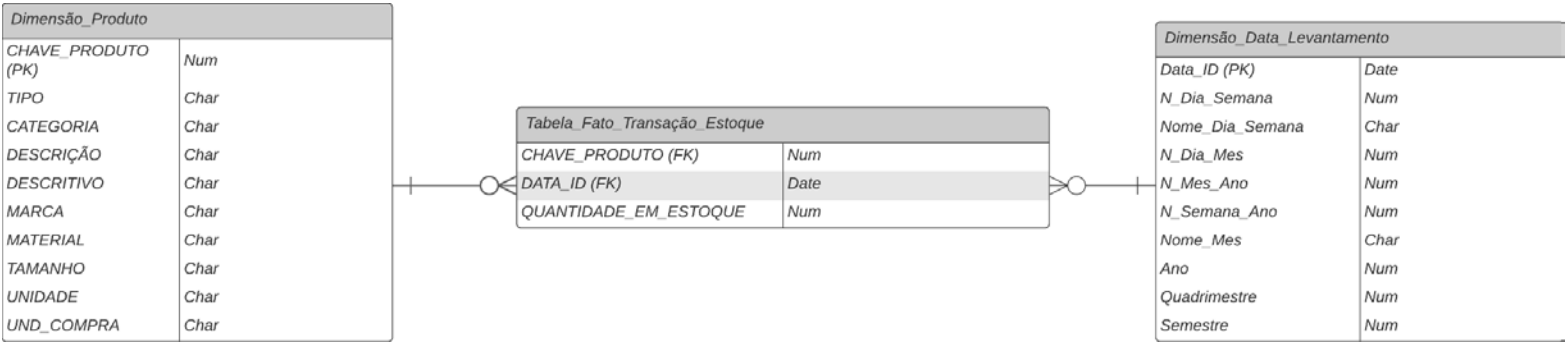 Dimensão_Produto
CHAVE_PRODUTO
(PK)
Num
TIPO Char
CATEGORIA Char
DESCRIÇÃO Char
DESCRITIVO Char
MARCA Char
MATERIAL Char
TAMANHO Char
UNIDADE Char
UND_COMPRA Char
Tabela_Fato_Transação_Estoque
CHAVE_PRODUTO (FK) Num
DATA_ID (FK) Date
QUANTIDADE_EM_ESTOQUE Num
Dimensão_Data_Levantamento
Data_ID (PK) Date
N_Dia_Semana Num
Nome_Dia_Semana Char
N_Dia_Mes Num
N_Mes_Ano Num
N_Semana_Ano Num
Nome_Mes Char
Ano Num
Quadrimestre Num
Semestre Num